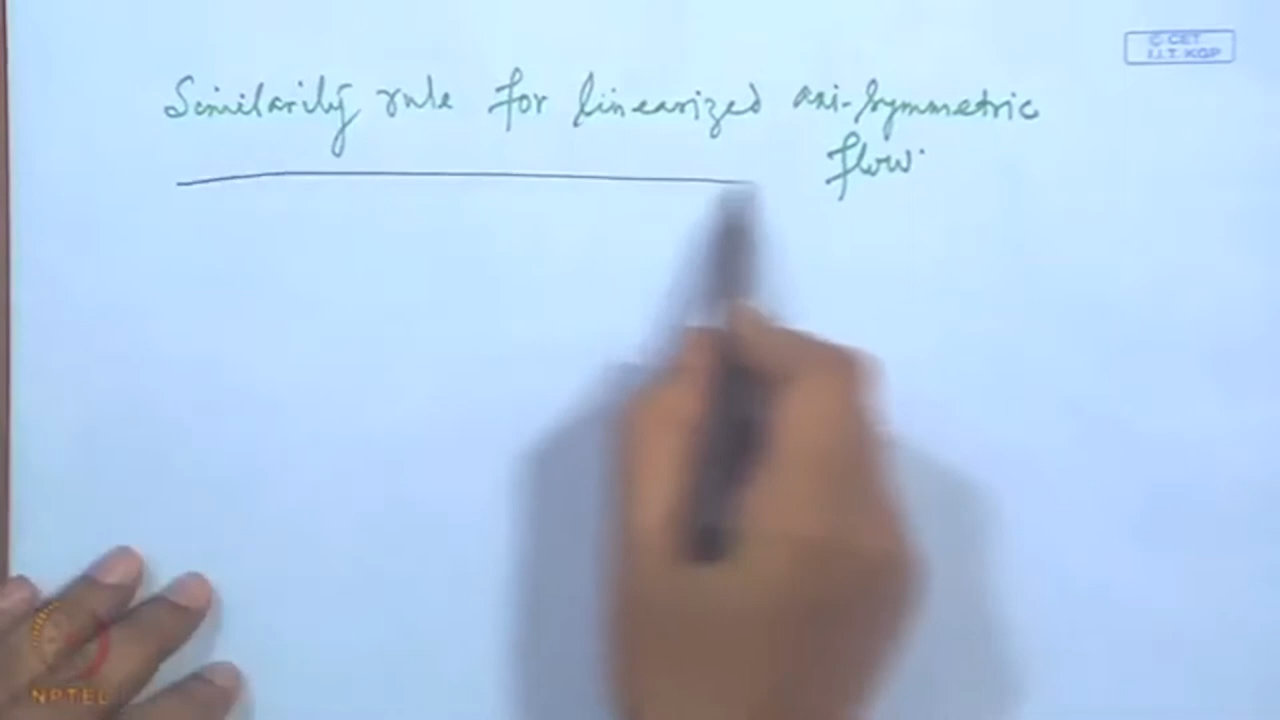 Similarity rule for linearized axi-symmetric
flow.
© CET
I.I.T. KGP
NPTEL